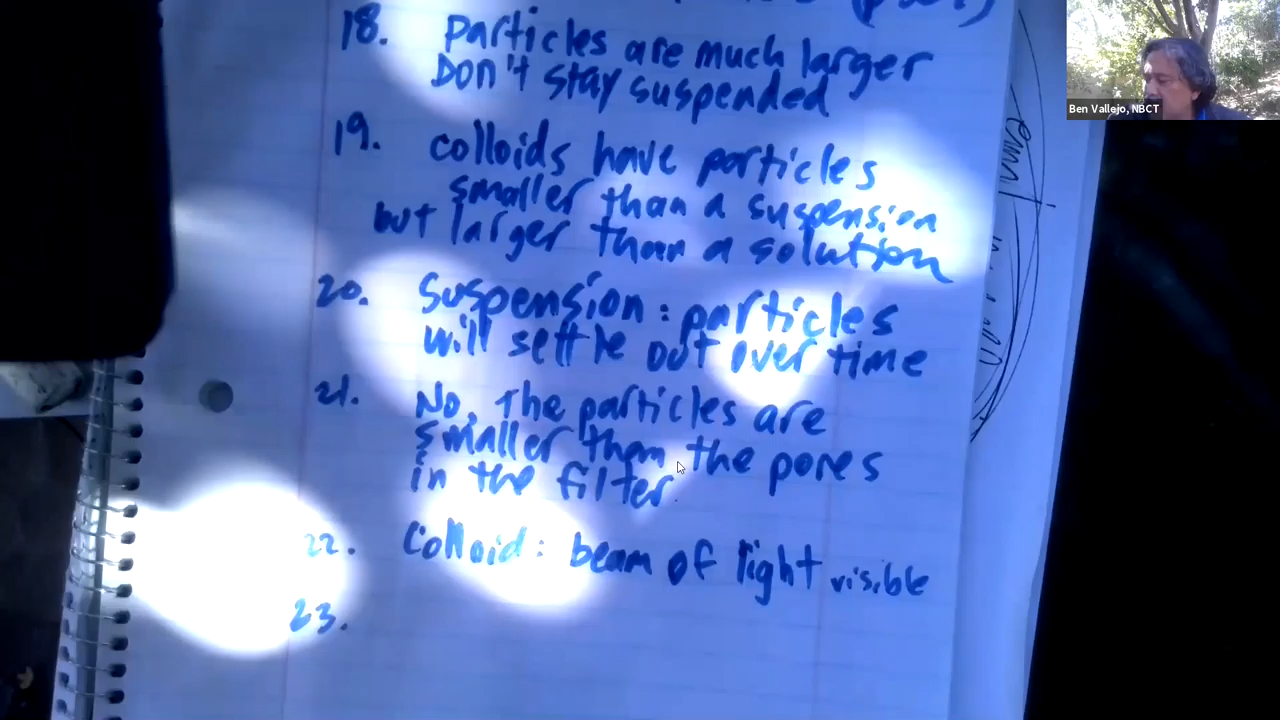 18. Particles are much larger
Don't stay suspended
19. colloids have particles
smaller than a suspension
but larger than a solution
20. Suspension: particles
will settle out over time
21. No, The particles are
smaller than the pores
in the filter.
22. Colloid: beam of light visible
23.
Ben Vallejo, NBCT